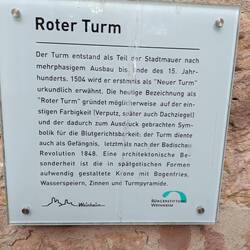 Roter Turm
Der Turm entstand als Teil der Stadtmauer nach
mehrphasigem Ausbau bis Ende des 15. Jahr-
hunderts. 1504 wird er erstmals als "Neuer Turm"
urkundlich erwähnt. Die heutige Bezeichnung als
"Roter Turm" gründet möglicherweise auf der ein-
stigen Farbigkeit (Verputz, später auch Dachziegel)
und der dadurch zum Ausdruck gebrachten Sym-
bolik für die Blutgerichtsbarkeit: der Turm diente
auch als Gefängnis, letztmals nach der Badischen
Revolution 1848. Eine architektonische Be-
sonderheit ist die in spätgotischen Formen
aufwendig gestaltete Krone mit Bogenfries,
Wasserspeiern, Zinnen und Turmpyramide.
Weinheim
BÜRGERSTIFTUNG
WEINHEIM